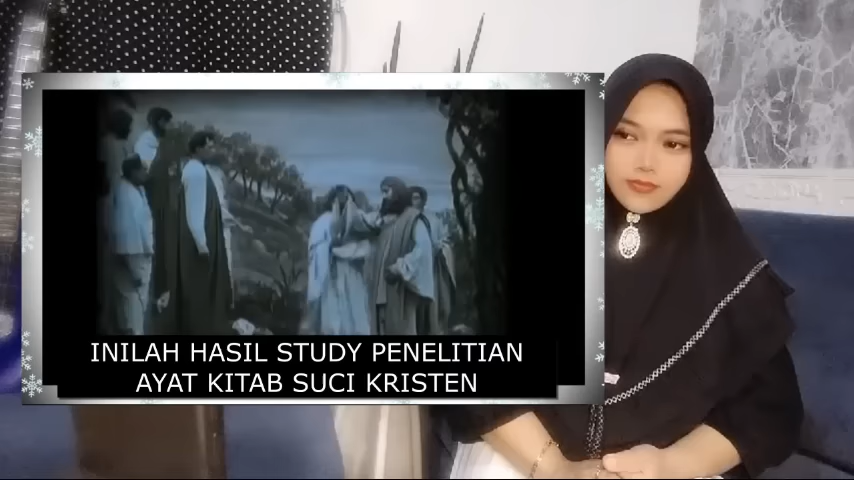 INILAH HASIL STUDY PENELITIAN
AYAT KITAB SUCI KRISTEN